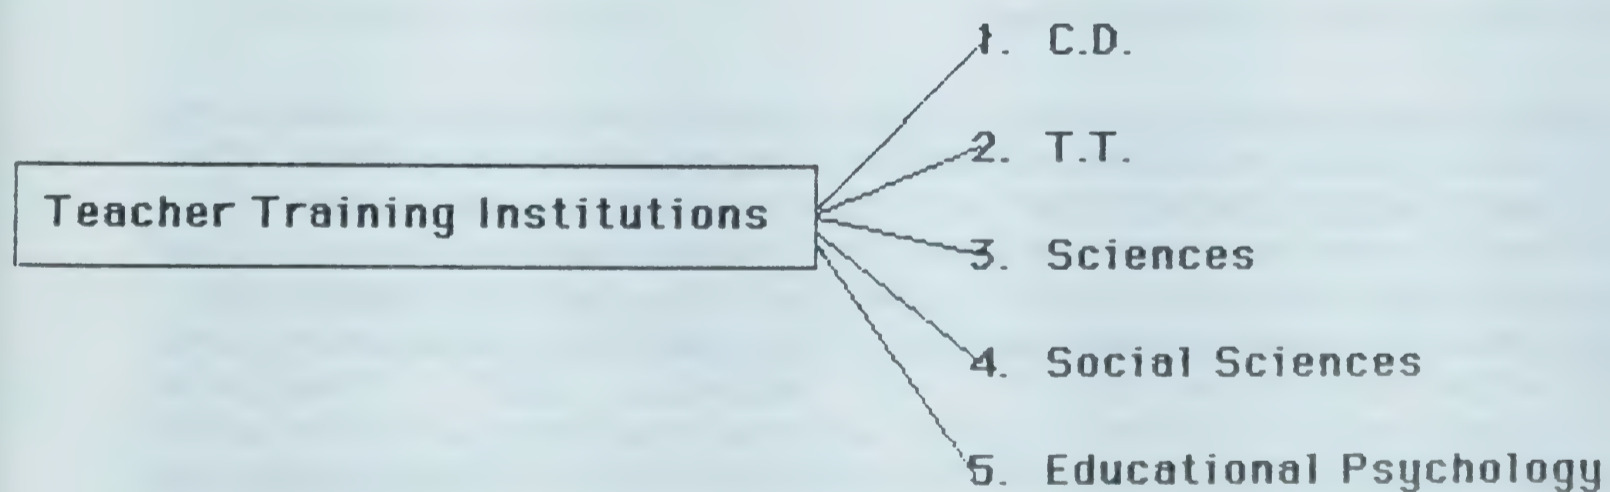 1. C.D.
2. T.T.
Teacher Training Institutions
3. Sciences
4. Social Sciences
5. Educational Psychology